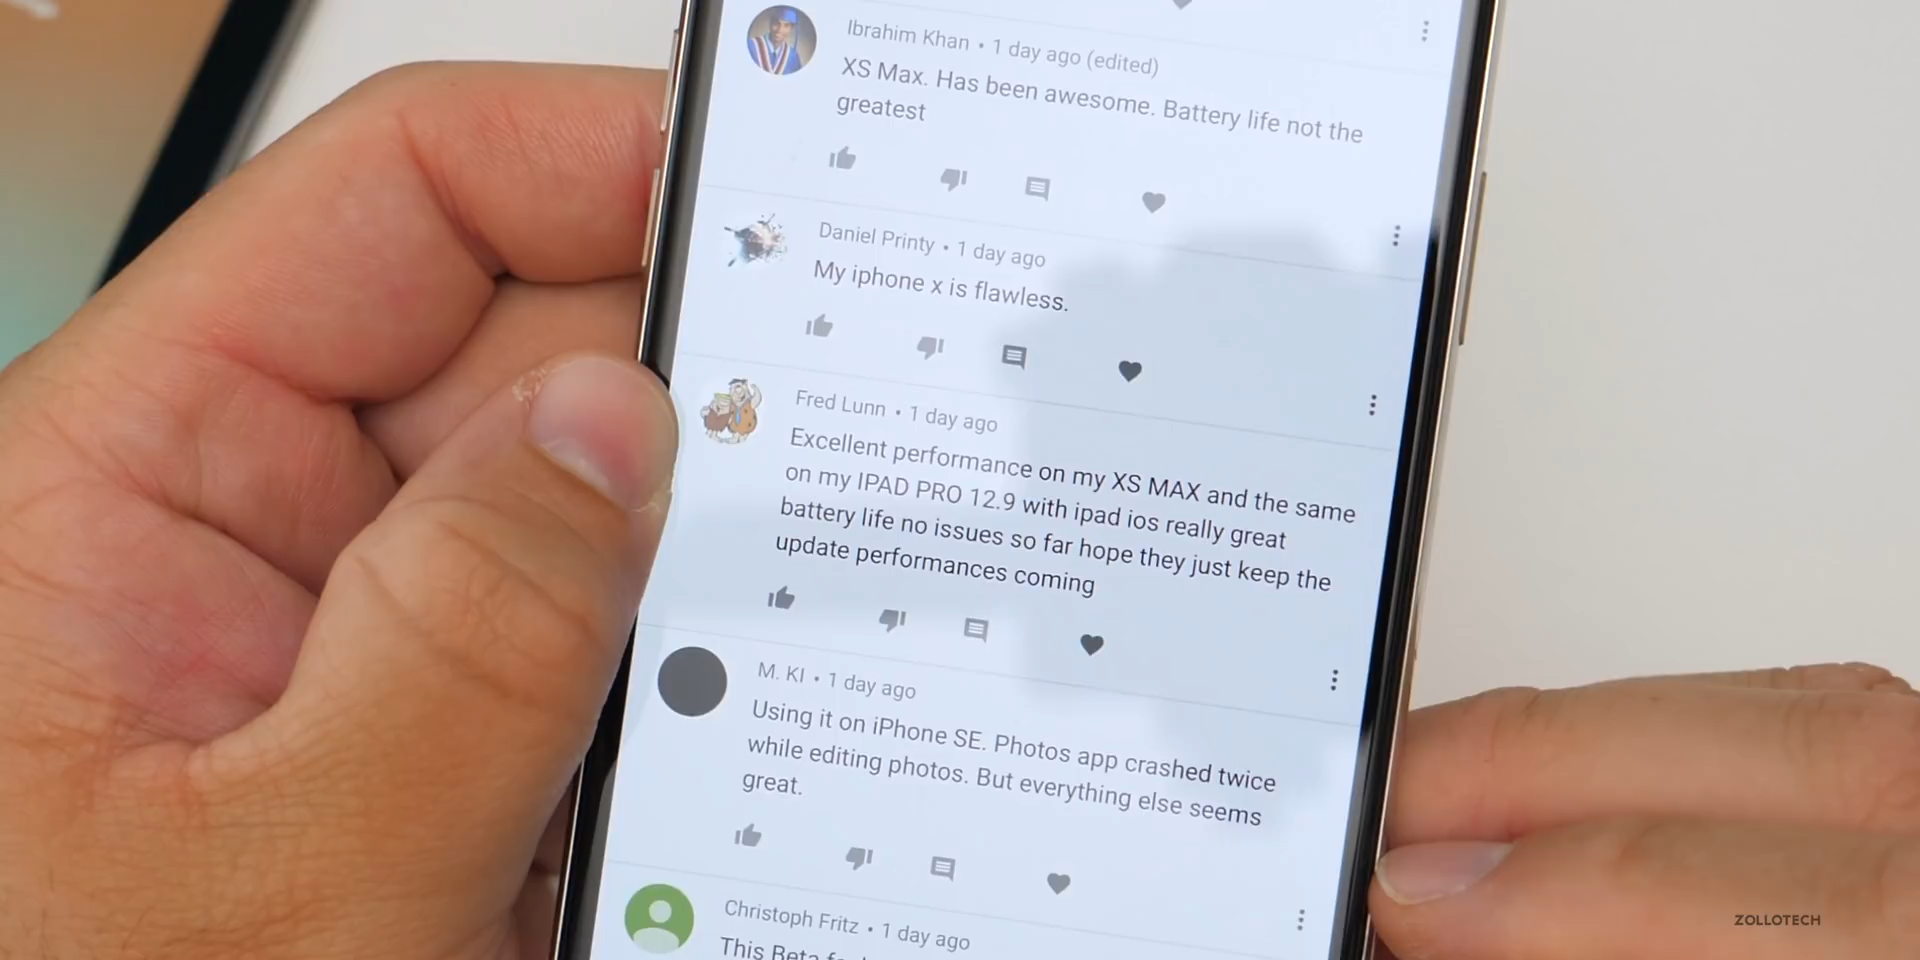 Ibrahim Khan • 1 day ago (edited)
XS Max. Has been awesome. Battery life not the
greatest
Daniel Printy • 1 day ago
My iphone x is flawless.
Fred Lunn • 1 day ago
Excellent performance on my XS MAX and the same
on my IPAD PRO 12.9 with ipad ios really great
battery life no issues so far hope they just keep the
update performances coming
M. KI • 1 day ago
Using it on iPhone SE. Photos app crashed twice
while editing photos. But everything else seems
great.
Christoph Fritz • 1 day ago
This Beta
ZOLLOTECH